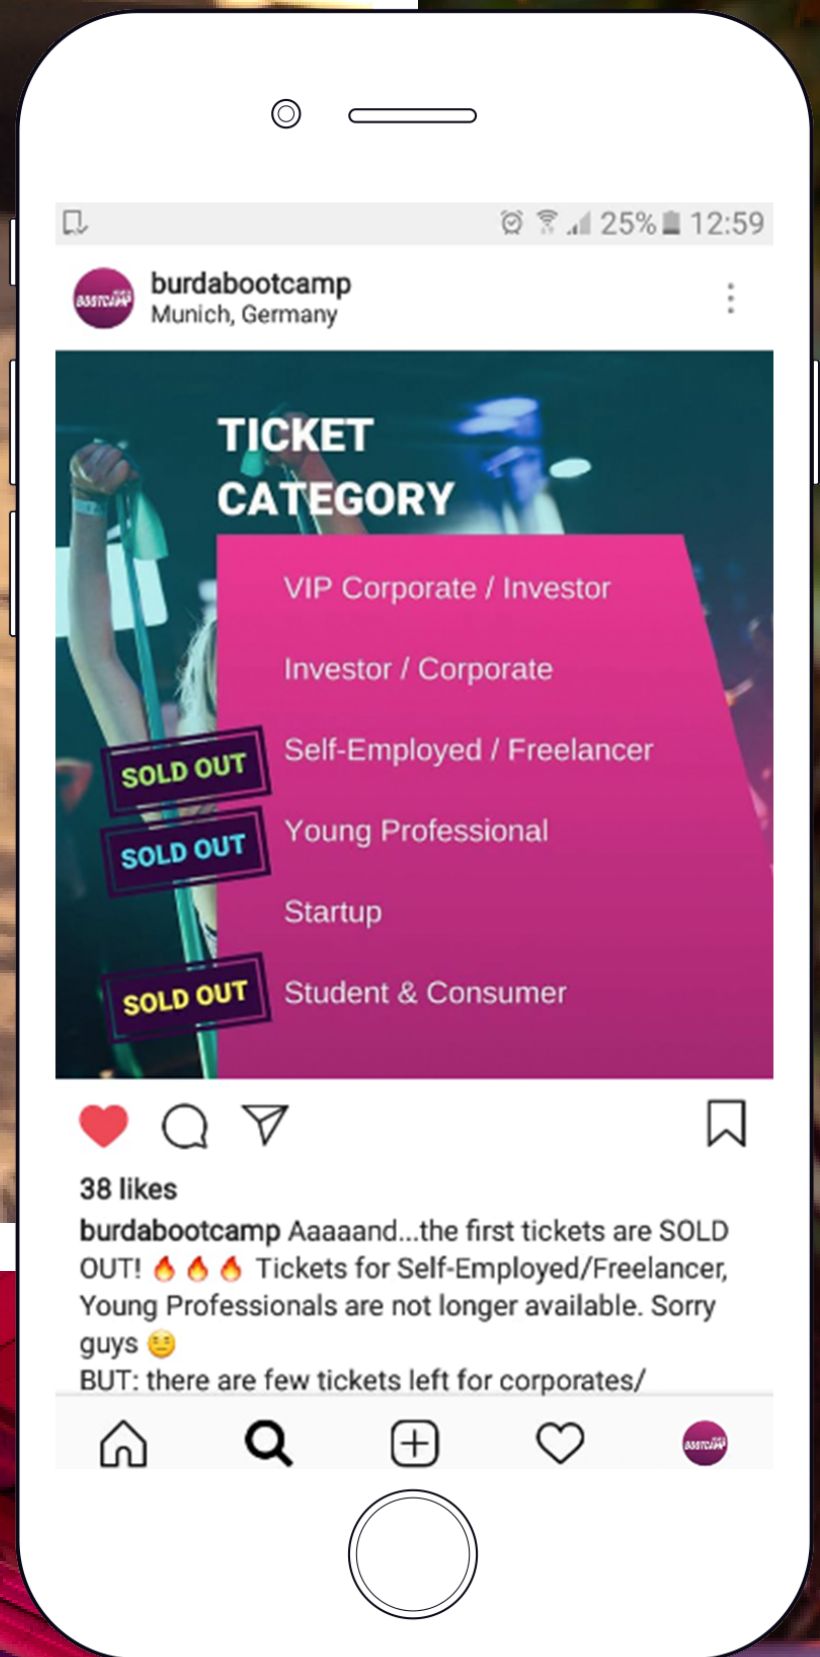 25% 12:59
BOOTCAMP
burdabootcamp
Munich, Germany
TICKET
CATEGORY
VIP Corporate / Investor
Investor / Corporate
SOLD OUT Self-Employed / Freelancer
SOLD OUT Young Professional
Startup
SOLD OUT Student & Consumer
38 likes
burdabootcamp Aaaaand...the first tickets are SOLD
OUT! 🔥 🔥 🔥 Tickets for Self-Employed/Freelancer,
Young Professionals are not longer available. Sorry
guys 😔
BUT: there are few tickets left for corporates/
BOOTCAMP